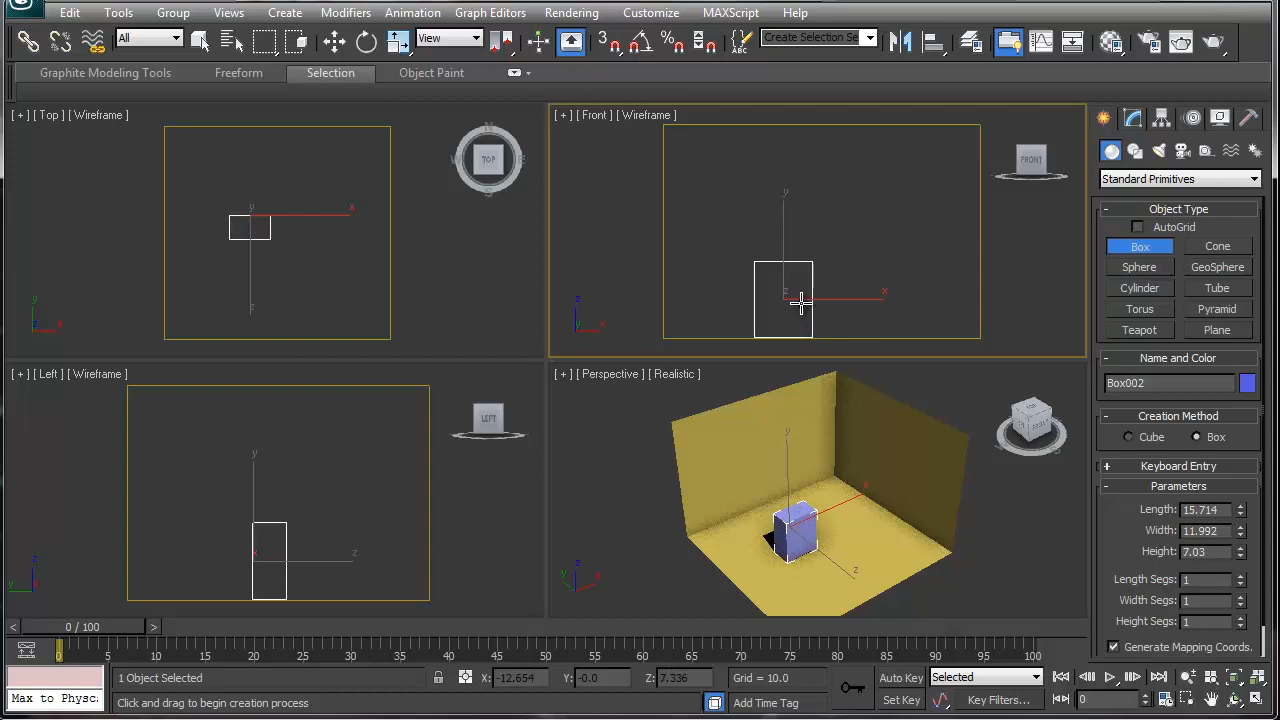 Edit Tools Group Views Create Modifiers Animation Graph Editors Rendering Customize MAXScript Help
All View 3 Create Selection Se
Graphite Modeling Tools Freeform Selection Object Paint
[ + ] [ Top ] [ Wireframe ]
TOP
y x
z
y
z x
[ + ] [ Front ] [ Wireframe ]
FRONT
y
z x
z
y x
[ + ] [ Left ] [ Wireframe ]
LEFT
y
x z
z
y x
[ + ] [ Perspective ] [ Realistic ]
FRONT
y
x
z
z
y x
Standard Primitives
- Object Type
AutoGrid
Box Cone
Sphere GeoSphere
Cylinder Tube
Torus Pyramid
Teapot Plane
- Name and Color
Box002
- Creation Method
Cube Box
+ Keyboard Entry
- Parameters
Length: 15.714
Width: 11.992
Height: 7.03
Length Segs: 1
Width Segs: 1
Height Segs: 1
Generate Mapping Coords.
< 0 / 100 >
0 5 10 15 20 25 30 35 40 45 50 55 60 65 70 75 80 85 90 95 100
1 Object Selected X: -12.654 Y: -0.0 Z: 7.336 Grid = 10.0 Auto Key Selected
Max to Physca Click and drag to begin creation process Add Time Tag Set Key Key Filters... 0